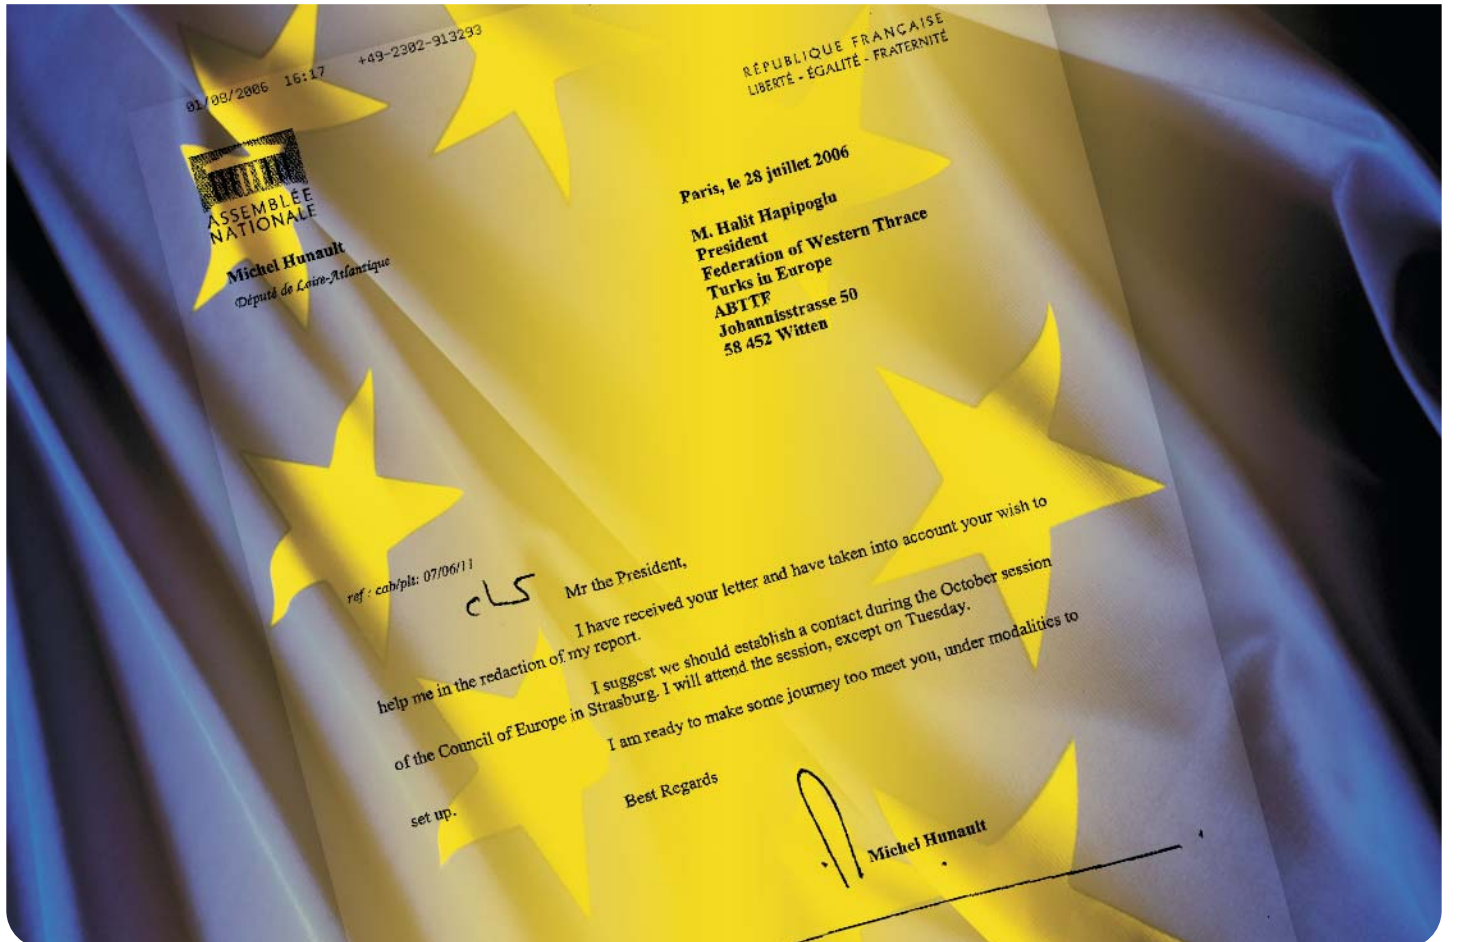 01/08/2006 16:17 +49-2302-913293
RÉPUBLIQUE FRANÇAISE
LIBERTÉ - ÉGALITÉ - FRATERNITÉ
ASSEMBLÉE
NATIONALE
Michel Hunault
Député de Loire-Atlantique
Paris, le 28 juillet 2006
M. Halit Hapipoglu
President
Federation of Western Thrace
Turks in Europe
ABTTF
Johannisstrasse 50
58 452 Witten
ref : cab/pls: 07/06/11
Mr the President,
I have received your letter and have taken into account your wish to
help me in the redaction of my report.
I suggest we should establish a contact during the October session
of the Council of Europe in Strasburg. I will attend the session, except on Tuesday.
I am ready to make some journey too meet you, under modalities to
set up.
Best Regards
Michel Hunault